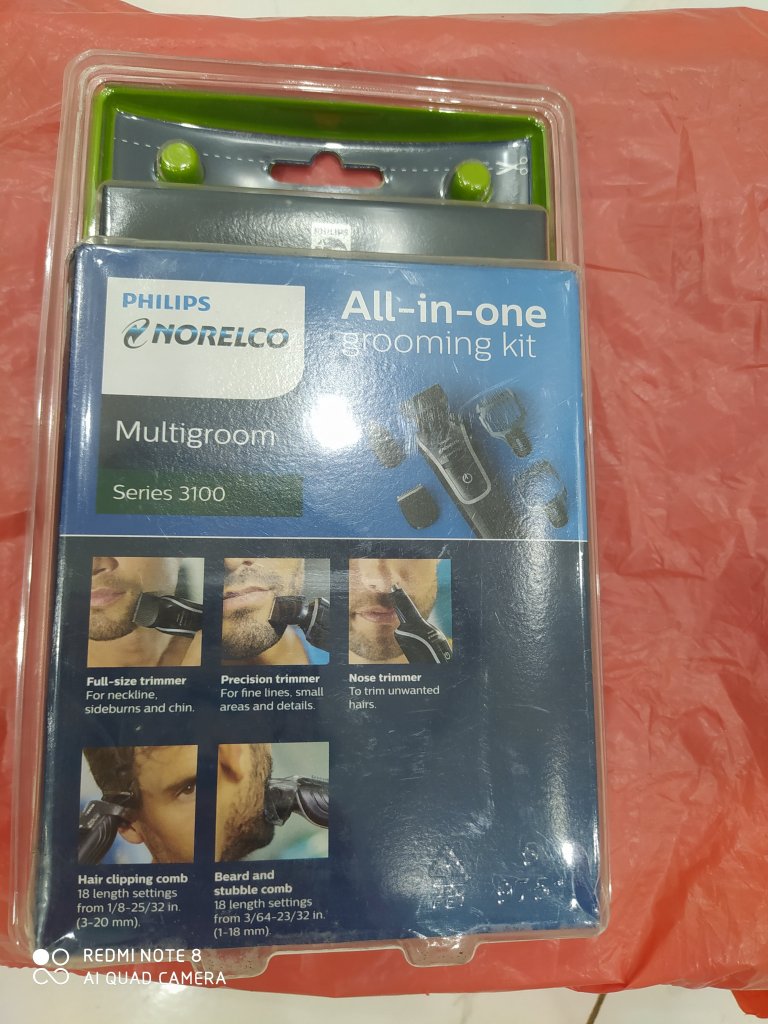 PHILIPS
PHILIPS
NORELCO
All-in-one
grooming kit
Multigroom
Series 3100
Full-size trimmer
For neckline,
sideburns and chin.
Precision trimmer
For fine lines, small
areas and details.
Nose trimmer
To trim unwanted
hairs.
Hair clipping comb
18 length settings
from 1/8-25/32 in.
(3-20 mm).
Beard and
stubble comb
18 length settings
from 3/64-23/32 in.
(1-18 mm).
REDMI NOTE 8
AI QUAD CAMERA